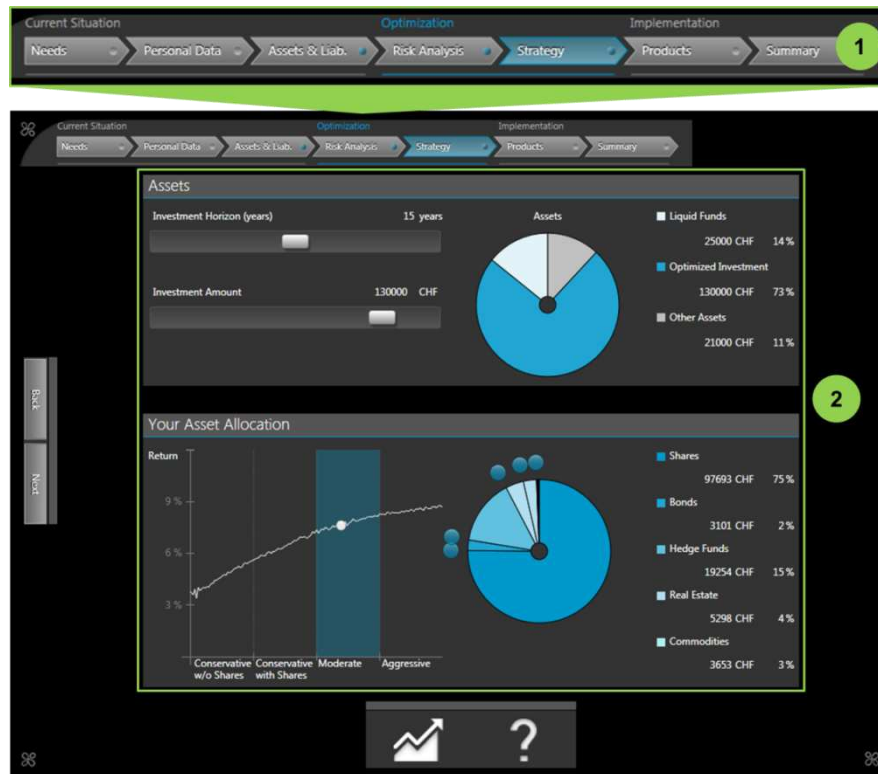 Current Situation Optimization Implementation
Needs Personal Data Assets & Liab. Risk Analysis Strategy Products Summary 1
Current Situation Optimization Implementation
Needs Personal Data Assets & Liab. Risk Analysis Strategy Products Summary
Assets
Investment Horizon (years) 15 years
Investment Amount 130000 CHF
Assets
Liquid Funds
25000 CHF 14%
Optimized Investment
130000 CHF 73%
Other Assets
21000 CHF 11%
Back
Next
2
Your Asset Allocation
Return
9 %
6 %
3 %
Conservative w/o Shares
Conservative with Shares
Moderate
Aggressive
Shares
97693 CHF 75%
Bonds
3101 CHF 2%
Hedge Funds
19254 CHF 15%
Real Estate
5298 CHF 4%
Commodities
3653 CHF 3%
?